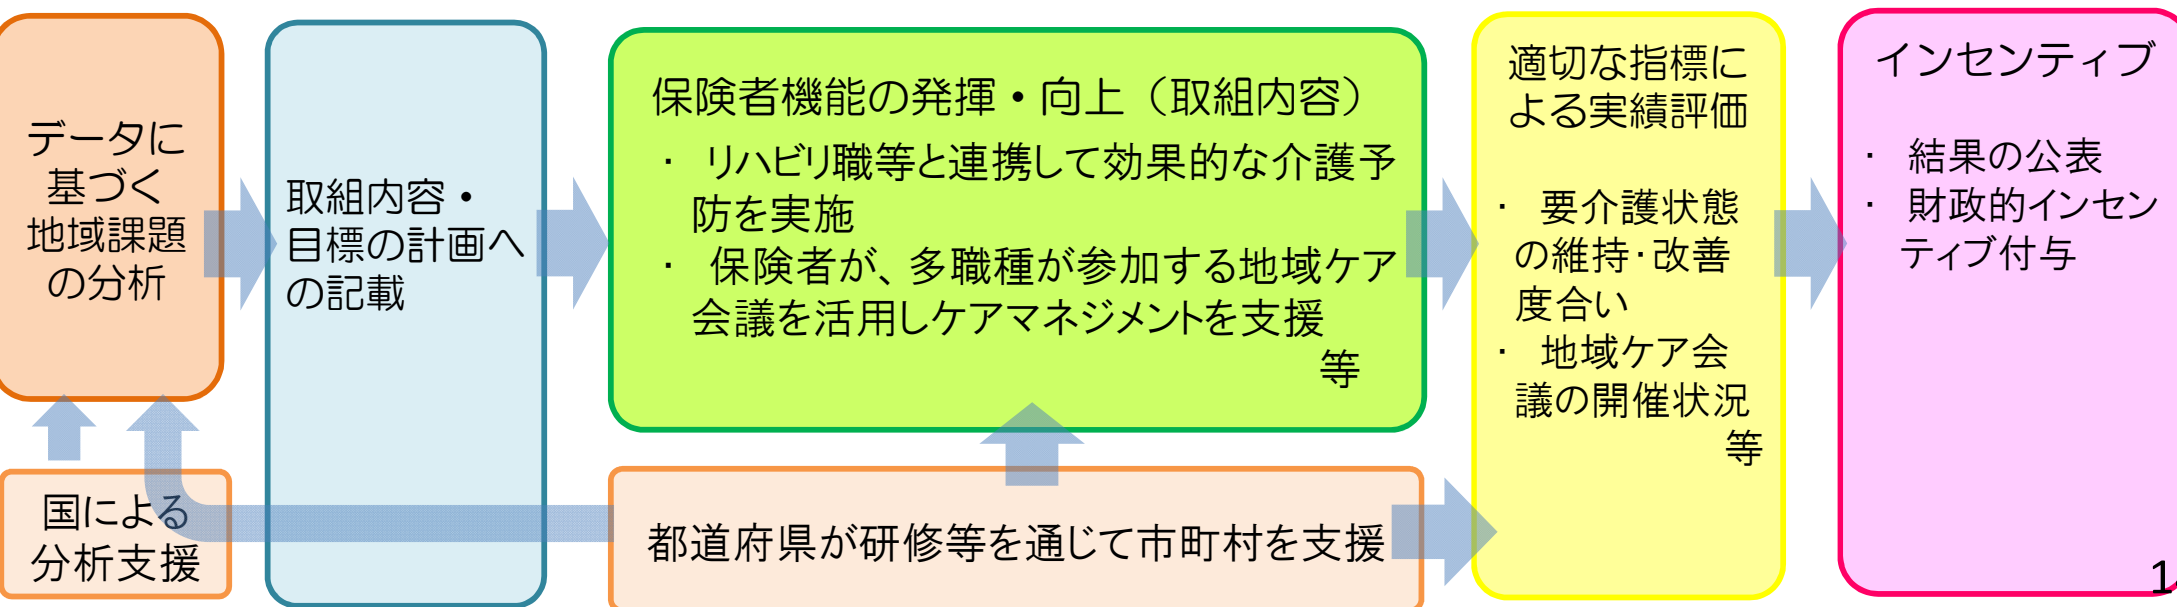 データに
基づく
地域課題
の分析
国による
分析支援
取組内容・
目標の計画へ
の記載
保険者機能の発揮・向上（取組内容）
・ リハビリ職等と連携して効果的な介護予
防を実施
・ 保険者が、多職種が参加する地域ケア
会議を活用しケアマネジメントを支援
等
都道府県が研修等を通じて市町村を支援
適切な指標に
よる実績評価
・ 要介護状態
の維持・改善
度合い
・ 地域ケア会
議の開催状況
等
インセンティブ
・ 結果の公表
・ 財政的インセン
ティブ付与